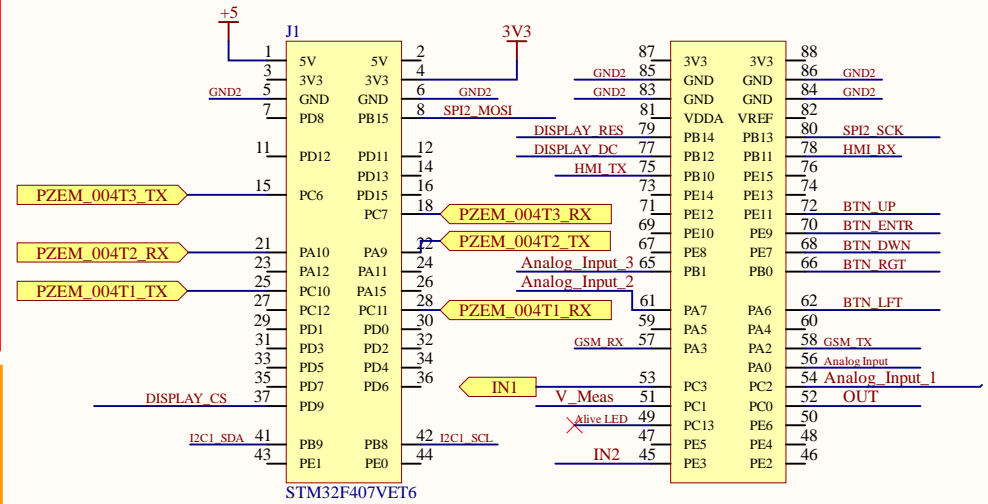 +5
J1
3V3
1 5V 5V 2
3 3V3 3V3 4
GND2 5 GND GND 6 GND2
7 PD8 PB15 8 SPI2_MOSI
11 PD12 PD11 12
PD13 14
PZEM_004T3_TX 15 PC6 PD15 16
PC7 18 PZEM_004T3_RX
PZEM_004T2_RX 21 PA10 PA9 22 PZEM_004T2_TX
23 PA12 PA11 24
PZEM_004T1_TX 25 PC10 PA15 26
27 PC12 PC11 28 PZEM_004T1_RX
29 PD1 PD0 30
31 PD3 PD2 32
33 PD5 PD4 34
35 PD7 PD6 36
DISPLAY_CS 37 PD9
I2C1_SDA 41 PB9 PB8 42 I2C1_SCL
43 PE1 PE0 44
STM32F407VET6
87 3V3 3V3 88
GND2 85 GND GND 86 GND2
GND2 83 GND GND 84 GND2
81 VDDA VREF 82
DISPLAY_RES 79 PB14 PB13 80 SPI2_SCK
DISPLAY_DC 77 PB12 PB11 78 HMI_RX
HMI_TX 75 PB10 PE15 76
73 PE14 PE13 74
71 PE12 PE11 72 BTN_UP
69 PE10 PE9 70 BTN_ENTR
67 PE8 PE7 68 BTN_DWN
Analog_Input_3 65 PB1 PB0 66 BTN_RGT
Analog_Input_2 61 PA7 PA6 62 BTN_LFT
59 PA5 PA4 60
GSM_RX 57 PA3 PA2 58 GSM_TX
PA0 56 Analog Input
IN1 53 PC3 PC2 54 Analog_Input_1
V_Meas 51 PC1 PC0 52 OUT
Alive LED 49 PC13 PE6 50
47 PE5 PE4 48
IN2 45 PE3 PE2 46